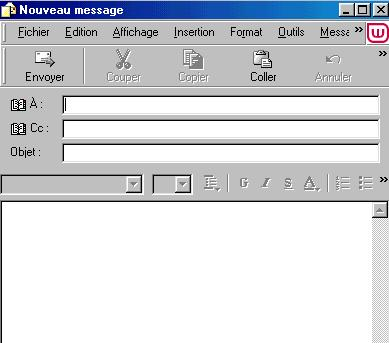 Nouveau message
Fichier Edition Affichage Insertion Format Outils Messa »
Envoyer Couper Copier Coller Annuler »
À :
Cc :
Objet :
G I S A »